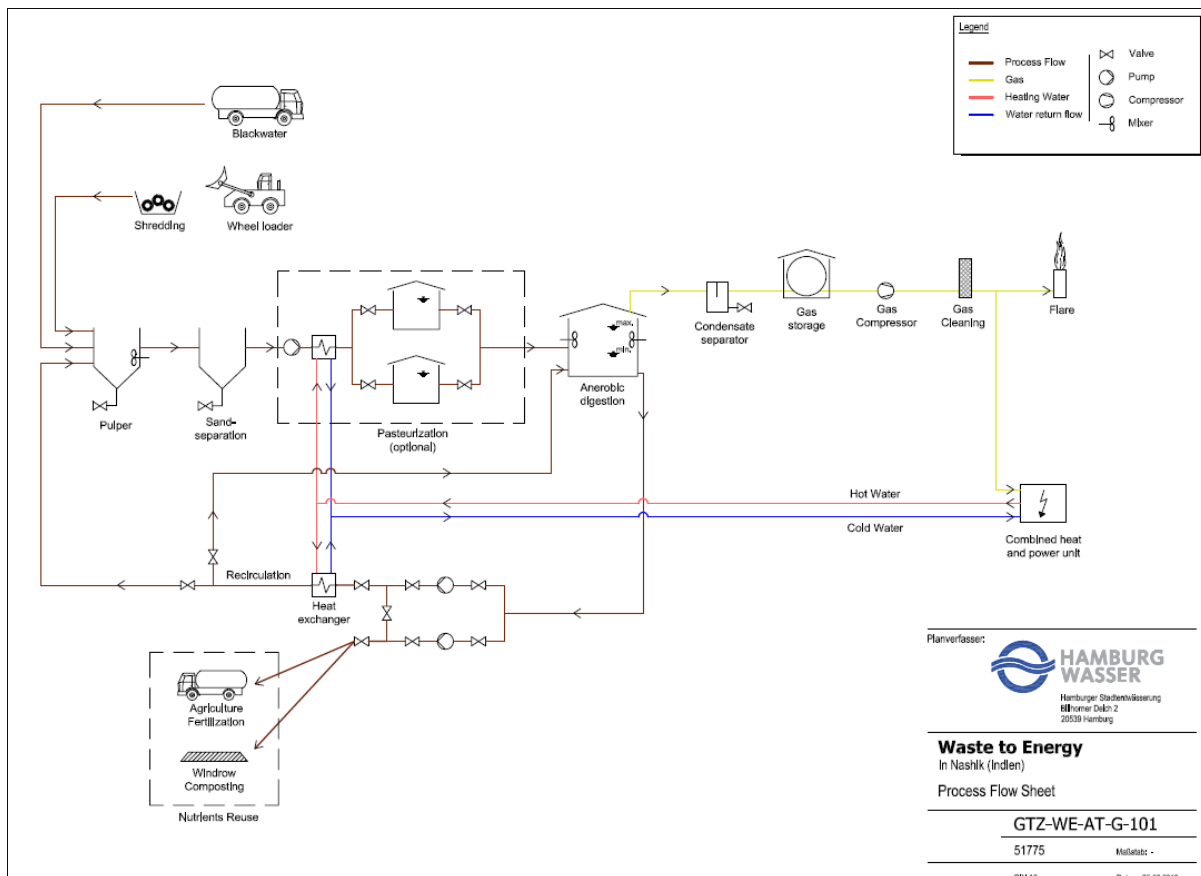 Legend
Process Flow
Gas
Heating Water
Water return flow
Valve
Pump
Compressor
Mixer
Blackwater
Shredding
Wheel loader
Pulper
Sand-
separation
Pasteurization
(optional)
max.
min.
Anerobic
digestion
Condensate
separator
Gas
storage
Gas
Compressor
Gas
Cleaning
Flare
Hot Water
Cold Water
Combined heat
and power unit
Recirculation
Heat
exchanger
Agriculture
Fertilization
Windrow
Composting
Nutrients Reuse
Planverfasser:
HAMBURG
WASSER
Hamburger Stadtentwässerung
Billhorner Deich 2
20539 Hamburg
Waste to Energy
in Nashik (Indien)
Process Flow Sheet
GTZ-WE-AT-G-101
51775
Maßstab: -